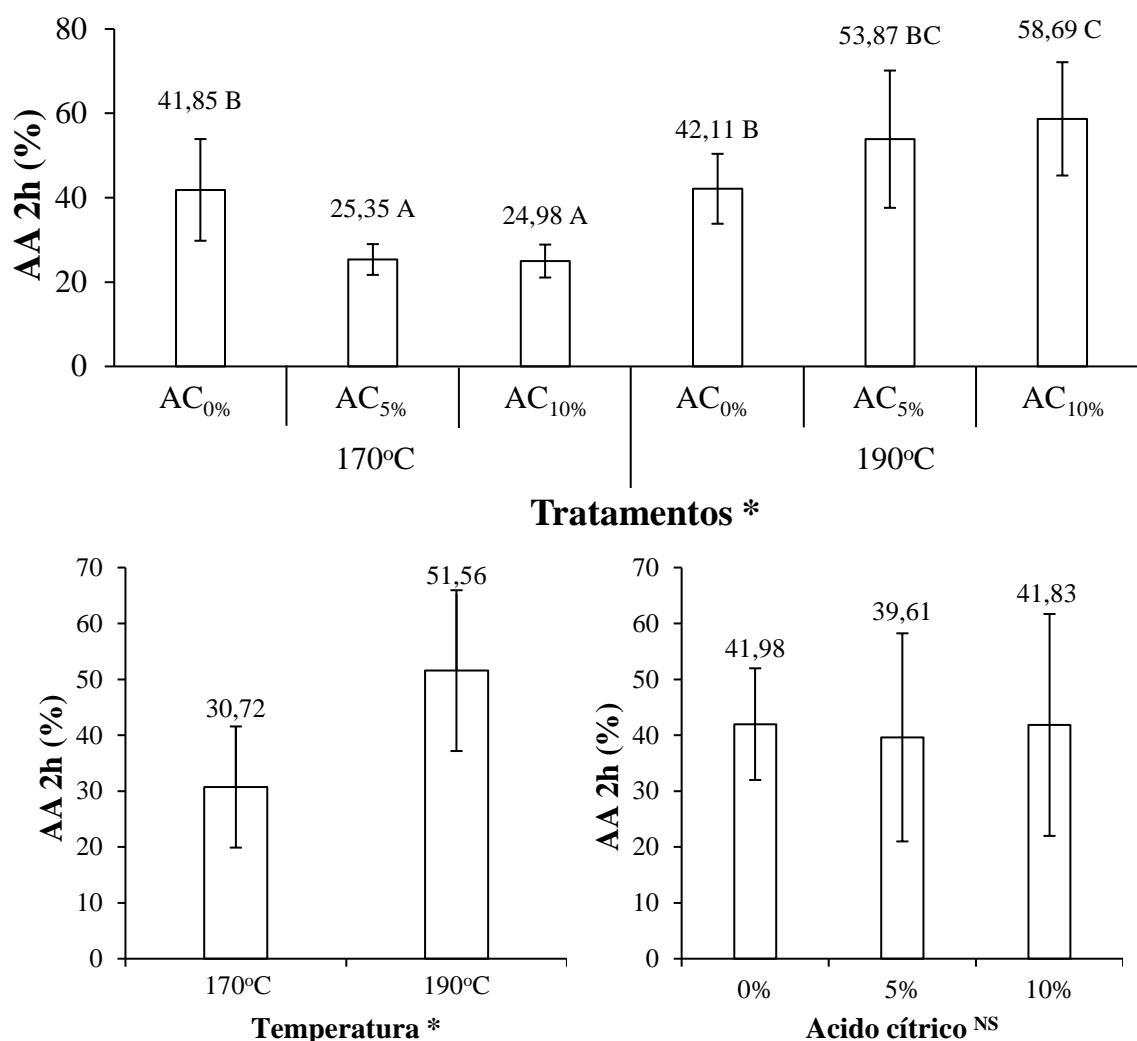 AA 2h (%)
80
60
40
20
0
41,85 B
25,35 A
24,98 A
42,11 B
53,87 BC
58,69 C
AC0%
AC5%
AC10%
AC0%
AC5%
AC10%
170ºC
190ºC
Tratamentos *
AA 2h (%)
70
60
50
40
30
20
10
0
30,72
51,56
170ºC
190ºC
Temperatura *
AA 2h (%)
70
60
50
40
30
20
10
0
41,98
39,61
41,83
0%
5%
10%
Acido cítrico NS